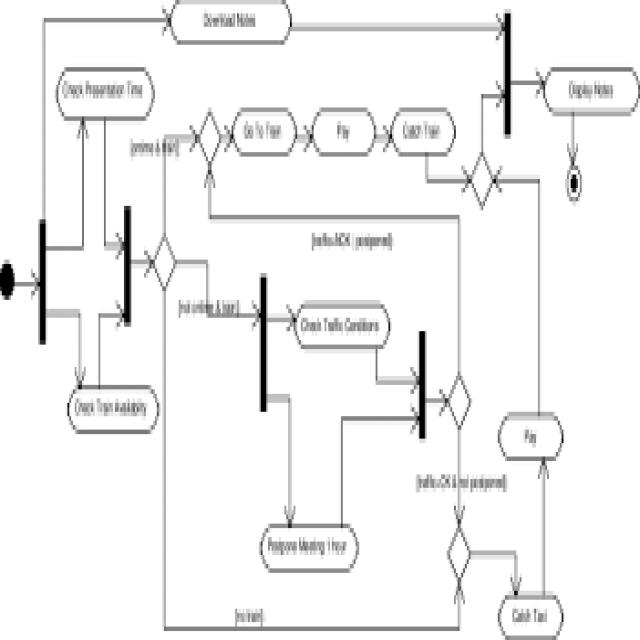 Download Notes
Check Presentation Time
Go To Train
Pay
Catch Train
Display Notes
[ontime & train]
[traffic NOK | postponed]
[not ontime & train]
Check Traffic Conditions
Check Train Availability
Pay
[traffic OK & not postponed]
Postpone Meeting 1 hour
[no train]
Catch Taxi